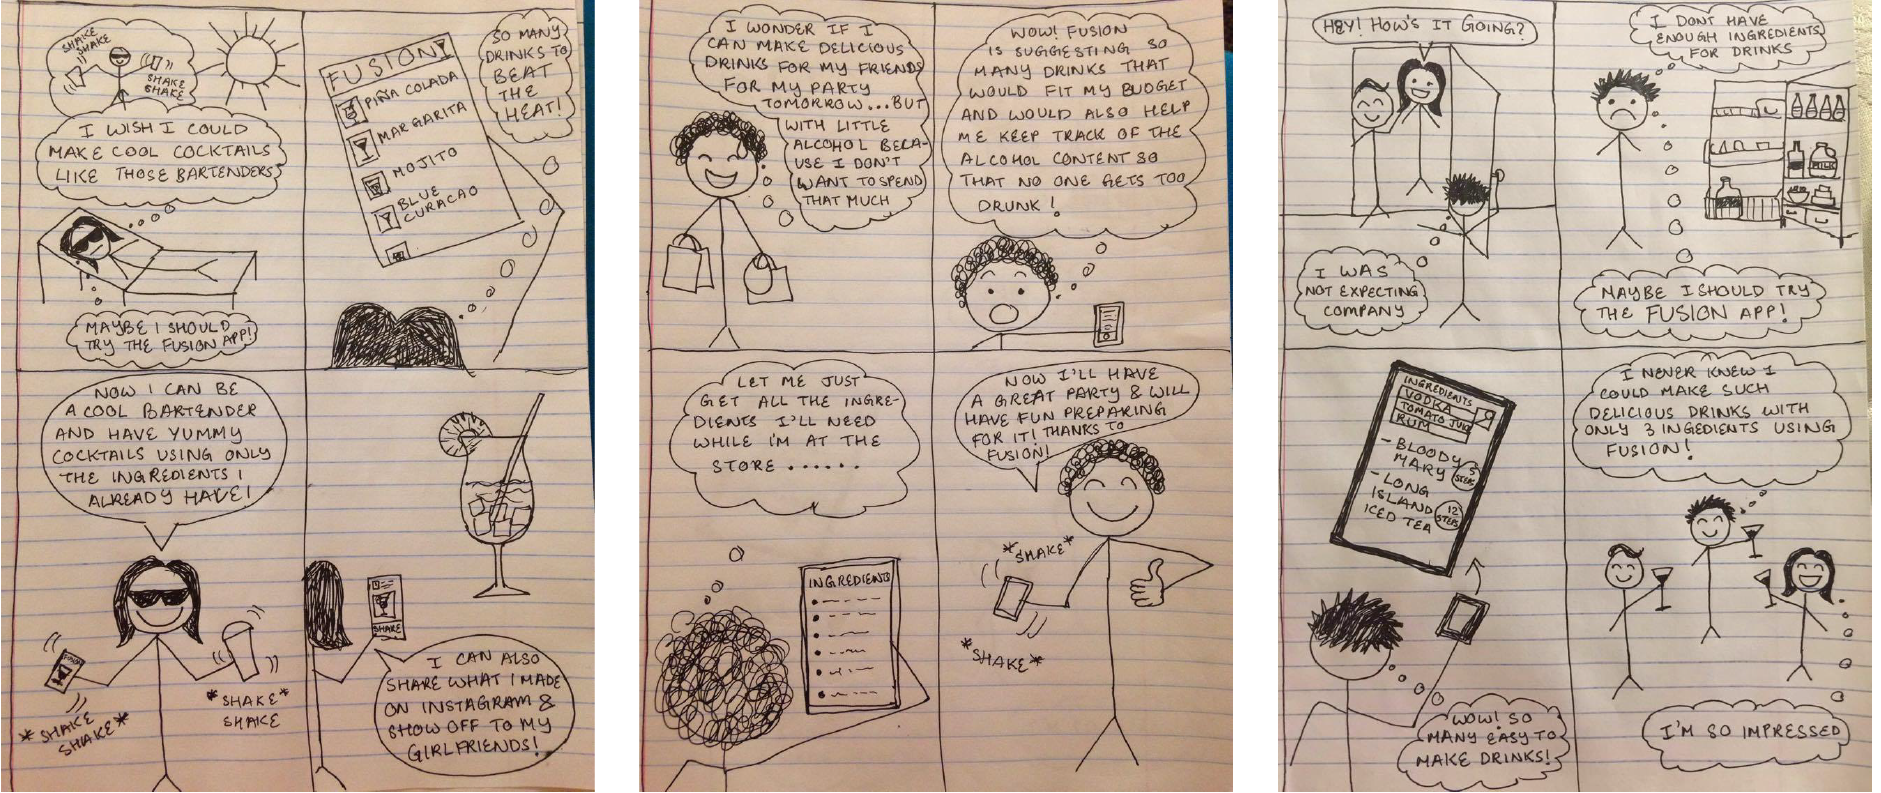 SHAKE
SHAKE
SHAKE
SHAKE
I WISH I COULD
MAKE COOL COCKTAILS
LIKE THOSE BARTENDERS
MAYBE I SHOULD
TRY THE FUSION APP!
FUSION
PIÑA COLADA
MARGARITA
MOJITO
BLUE
CURACAO
SO MANY
DRINKS TO
BEAT
THE
HEAT!
NOW I CAN BE
A COOL BARTENDER
AND HAVE YUMMY
COCKTAILS USING ONLY
THE INGREDIENTS I
ALREADY HAVE!
*SHAKE
SHAKE*
*SHAKE*
SHAKE
SHARE
I CAN ALSO
SHARE WHAT I MADE
ON INSTAGRAM &
SHOW OFF TO MY
GIRLFRIENDS!
I WONDER IF I
CAN MAKE DELICIOUS
DRINKS FOR MY FRIENDS
FOR MY PARTY
TOMORROW...BUT
WITH LITTLE
ALCOHOL BECA-
USE I DON'T
WANT TO SPEND
THAT MUCH
WOW! FUSION
IS SUGGESTING SO
MANY DRINKS THAT
WOULD FIT MY BUDGET
AND WOULD ALSO HELP
ME KEEP TRACK OF THE
ALCOHOL CONTENT SO
THAT NO ONE GETS TOO
DRUNK!
LET ME JUST
GET ALL THE INGRE-
DIENTS I'LL NEED
WHILE I'M AT THE
STORE ......
INGREDIENTS
NOW I'LL HAVE
A GREAT PARTY & WILL
HAVE FUN PREPARING
FOR IT! THANKS TO
FUSION!
*SHAKE*
*SHAKE*
HEY! HOW'S IT GOING?
I WAS
NOT EXPECTING
COMPANY
I DONT HAVE
ENOUGH INGREDIENTS
FOR DRINKS
MILK
MAYBE I SHOULD TRY
THE FUSION APP!
INGREDIENTS
VODKA
TOMATO JUIC
RUM
- BLOODY
MARY
5
STEPS
- LONG
ISLAND
ICED TEA
12
STEPS
WOW! SO
MANY EASY TO
MAKE DRINKS!
I NEVER KNEW I
COULD MAKE SUCH
DELICIOUS DRINKS WITH
ONLY 3 INGEDIENTS USING
FUSION!
I'M SO IMPRESSED